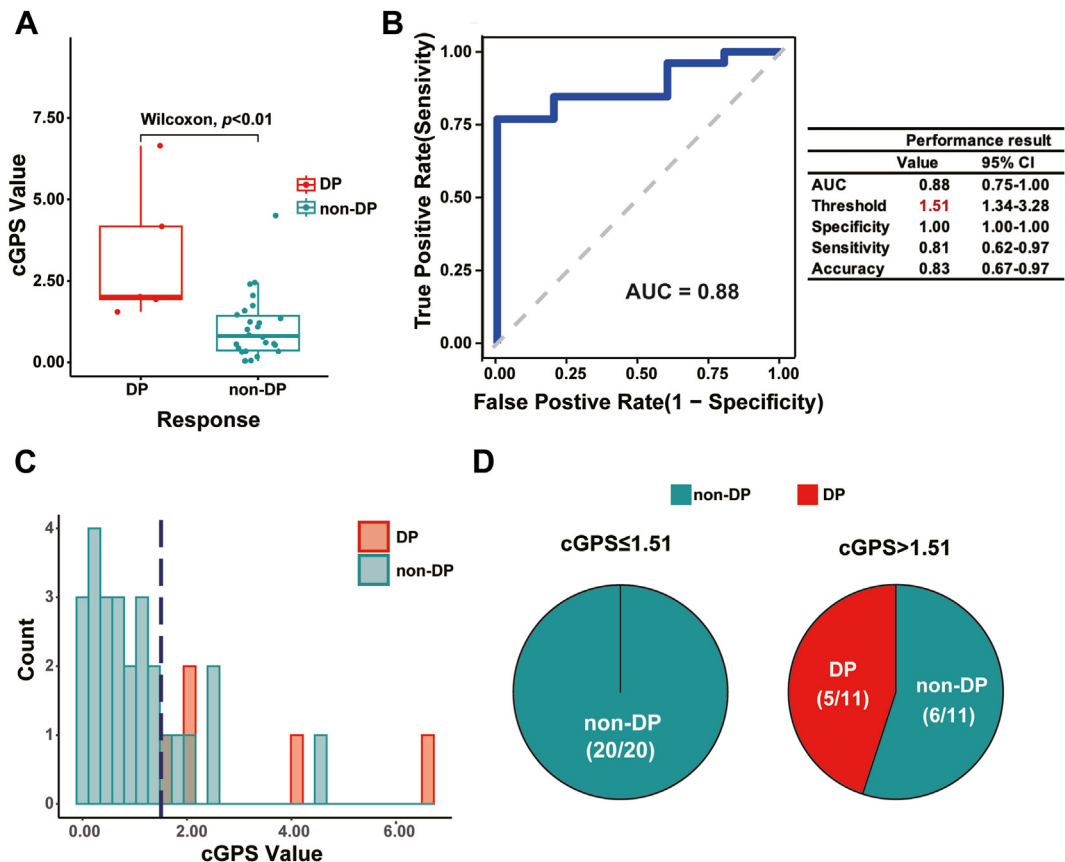 A
7.50
5.00
2.50
0.00
cGPS Value
Wilcoxon, p<0.01
DP
non-DP
DP
non-DP
Response
B
1.00
0.75
0.50
0.25
0.00
True Positive Rate(Sensivity)
AUC = 0.88
0.00 0.25 0.50 0.75 1.00
False Postive Rate(1 − Specificity)
Performance result
Value 95% CI
AUC 0.88 0.75-1.00
Threshold 1.51 1.34-3.28
Specificity 1.00 1.00-1.00
Sensitivity 0.81 0.62-0.97
Accuracy 0.83 0.67-0.97
C
4
3
2
1
0
Count
DP
non-DP
0.00 2.00 4.00 6.00
cGPS Value
D
non-DP DP
cGPS≤1.51
non-DP
(20/20)
cGPS>1.51
DP
(5/11)
non-DP
(6/11)